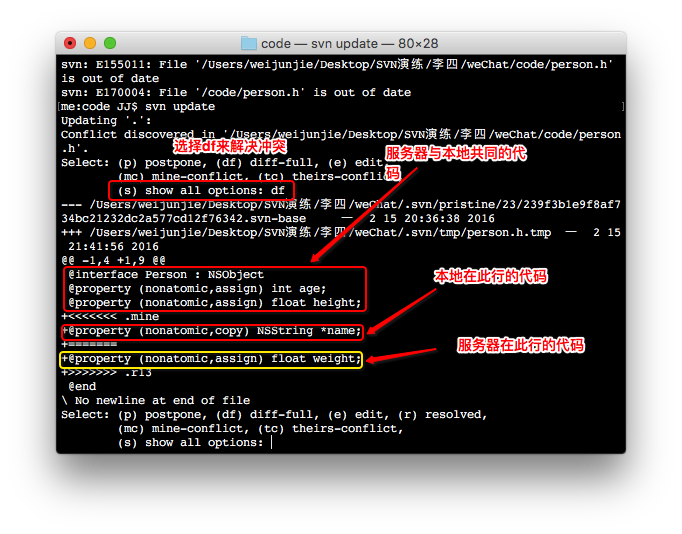 code — svn update — 80×28
svn: E155011: File '/Users/weijunjie/Desktop/SVN演练/李四/weChat/code/person.h'
is out of date
svn: E170004: File '/code/person.h' is out of date
[me:code JJ$ svn update ]
Updating '.':
Conflict discovered in '/Users/weijunjie/Desktop/SVN演练/李四/weChat/code/person
.h'.
选择df来解决冲突
Select: (p) postpone, (df) diff-full, (e) edit,
服务器与本地共同的代
码
(mc) mine-conflict, (tc) theirs-conflict,
(s) show all options: df
--- /Users/weijunjie/Desktop/SVN演练/李四/weChat/.svn/pristine/23/239f3b1e9f8af7
34bc21232dc2a577cd12f76342.svn-base 一 2 15 20:36:38 2016
+++ /Users/weijunjie/Desktop/SVN演练/李四/weChat/.svn/tmp/person.h.tmp 一 2 15
21:41:56 2016
@@ -1,4 +1,9 @@
@interface Person : NSObject
@property (nonatomic,assign) int age;
@property (nonatomic,assign) float height;
本地在此行的代码
+<<<<<<< .mine
+@property (nonatomic,copy) NSString *name;
+=======
服务器在此行的代码
+@property (nonatomic,assign) float weight;
+>>>>>>> .r13
@end
\ No newline at end of file
Select: (p) postpone, (df) diff-full, (e) edit, (r) resolved,
(mc) mine-conflict, (tc) theirs-conflict,
(s) show all options: